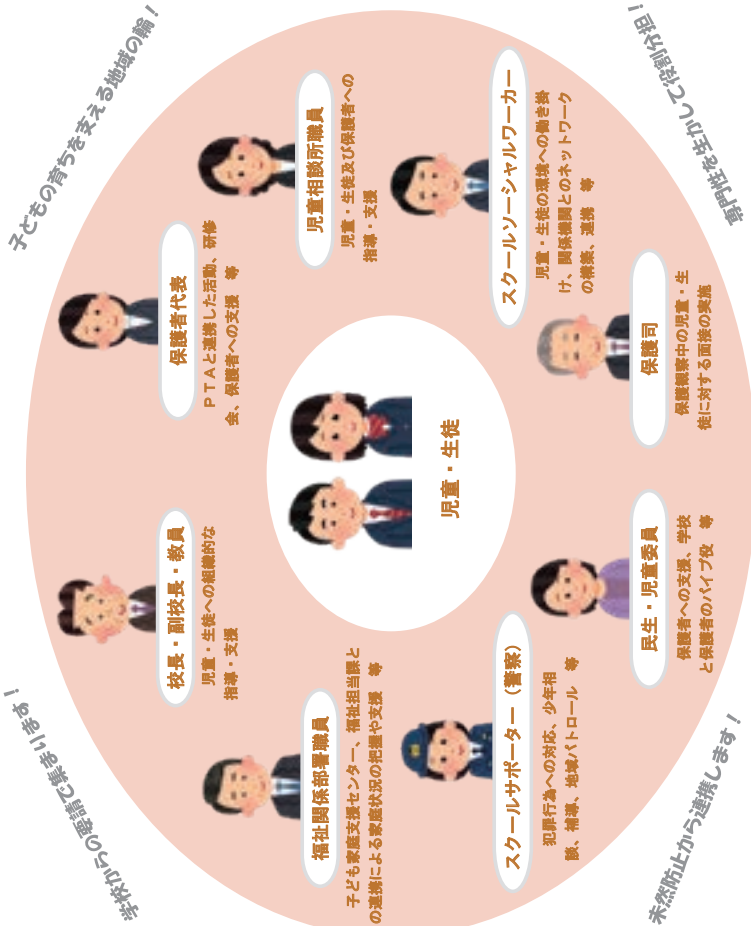 学校からの要請で集まります！
子どもの育ちを支える地域の輪！
校長・副校長・教員
児童・生徒への組織的な
指導・支援
保護者代表
ＰＴＡと連携した活動、研修
会、保護者への支援　等
福祉関係部署職員
子ども家庭支援センター、福祉担当課と
の連携による家庭状況の把握や支援　等
児童相談所職員
児童・生徒及び保護者への
指導・支援
児童・生徒
スクールサポーター（警察）
犯罪行為への対応、少年相
談、補導、地域パトロール　等
スクールソーシャルワーカー
児童・生徒の環境への働き掛
け、関係機関とのネットワーク
の構築、連携　等
民生・児童委員
保護者への支援、学校
と保護者のパイプ役　等
保護司
保護観察中の児童・生
徒に対する面接の実施
未然防止から連携します！
専門性を生かして役割分担！